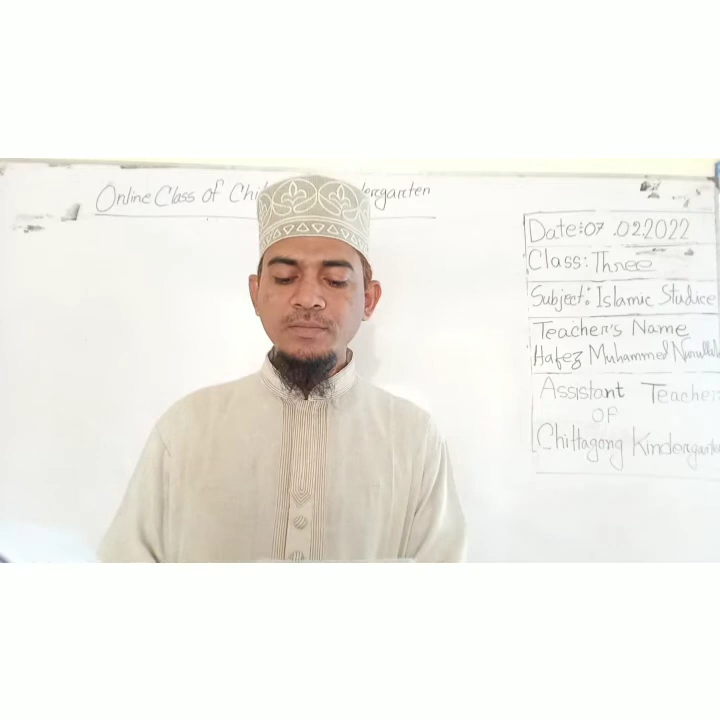 Online Class of Chi
Date:07.02.2022
Class: Three
Subject: Islamic Studice
Teacher's Name
Hafez Muhammed
Assistant Teacher
OF
Chittagong Kindergarten